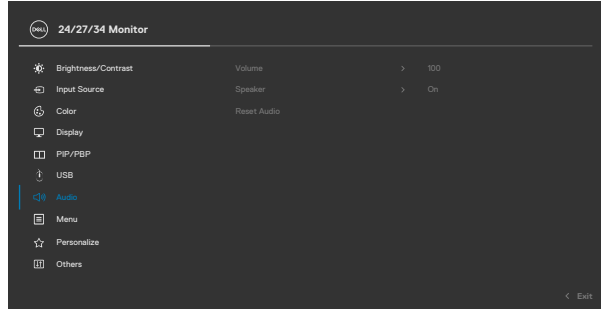 DELL 24/27/34 Monitor
Brightness/Contrast Volume > 100
Input Source Speaker > On
Color Reset Audio
Display
PIP/PBP
USB
Audio
Menu
Personalize
Others
< Exit